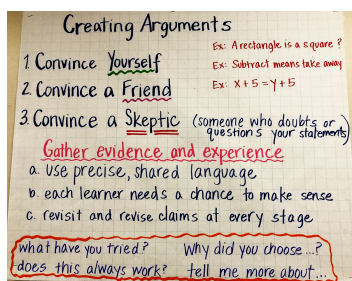 Creating Arguments
Ex: A rectangle is a square?
1. Convince Yourself
Ex: Subtract means take away
2. Convince a Friend
Ex: X+5=y+5
3. Convince a Skeptic (someone who doubts or
questions your statements)
Gather evidence and experience
a. use precise, shared language
b. each learner needs a chance to make sense
c. revisit and revise claims at every stage
what have you tried? Why did you choose...?
does this always work? tell me more about...